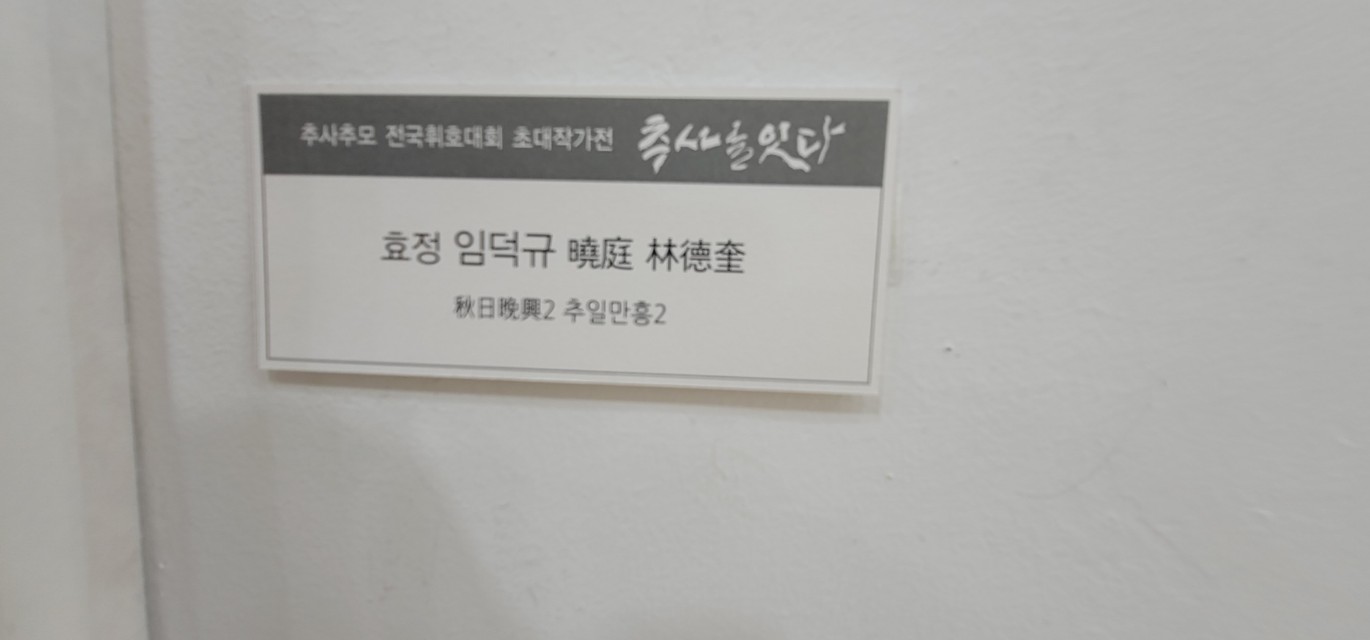 추사추모 전국휘호대회 초대작가전 추사를 잇다
효정 임덕규 曉庭 林德奎
秋日晚興2 추일만흥2